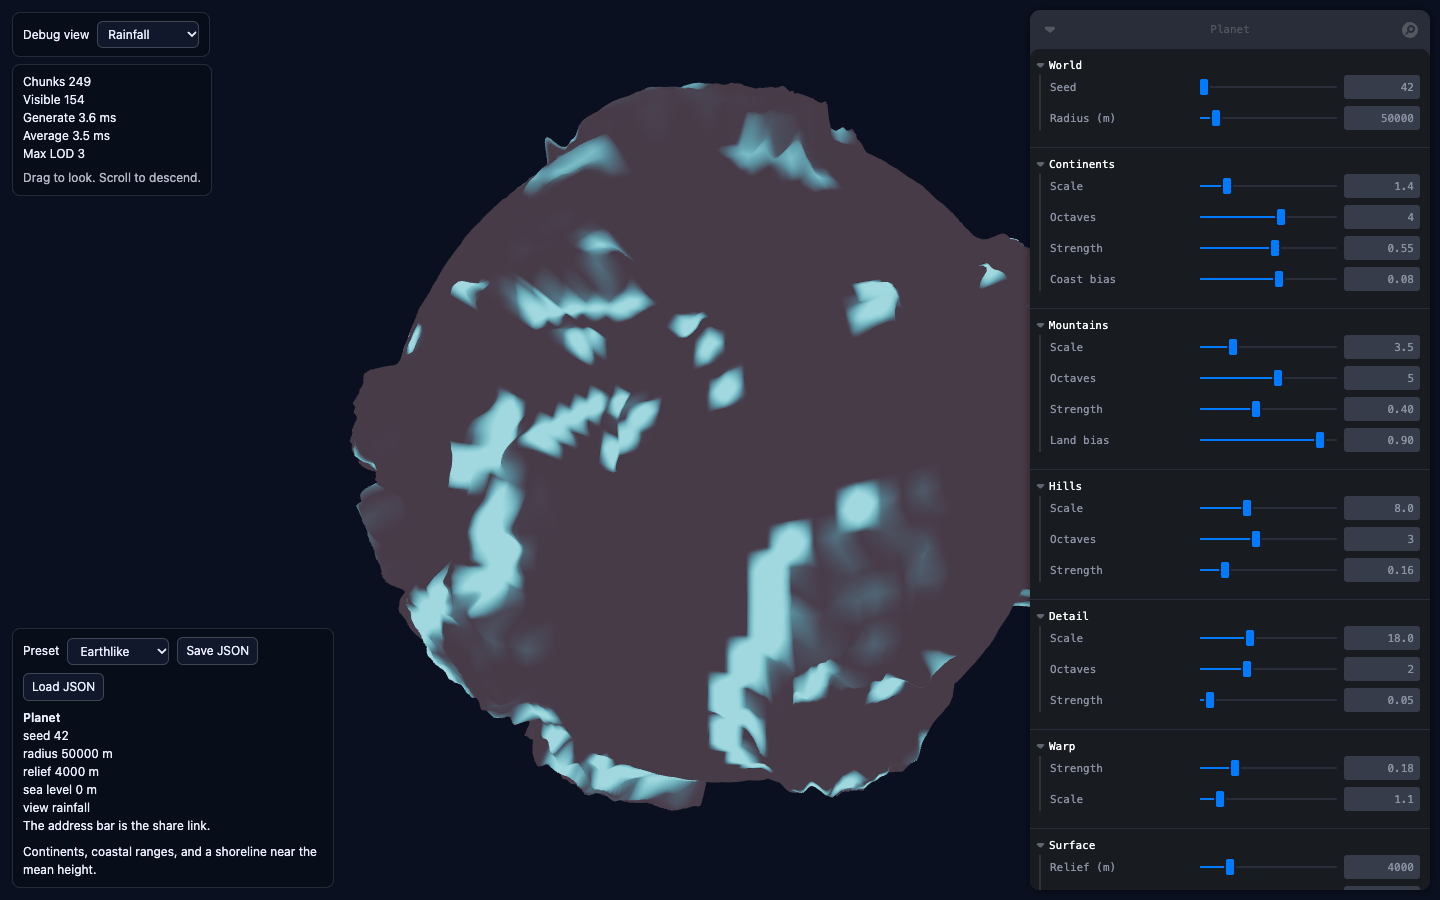 Debug view Rainfall
Chunks 249
Visible 154
Generate 3.6 ms
Average 3.5 ms
Max LOD 3
Drag to look. Scroll to descend.
Preset Earthlike Save JSON
Load JSON
Planet
seed 42
radius 50000 m
relief 4000 m
sea level 0 m
view rainfall
The address bar is the share link.
Continents, coastal ranges, and a shoreline near the
mean height.
Planet
World
Seed 42
Radius (m) 50000
Continents
Scale 1.4
Octaves 4
Strength 0.55
Coast bias 0.08
Mountains
Scale 3.5
Octaves 5
Strength 0.40
Land bias 0.90
Hills
Scale 8.0
Octaves 3
Strength 0.16
Detail
Scale 18.0
Octaves 2
Strength 0.05
Warp
Strength 0.18
Scale 1.1
Surface
Relief (m) 4000